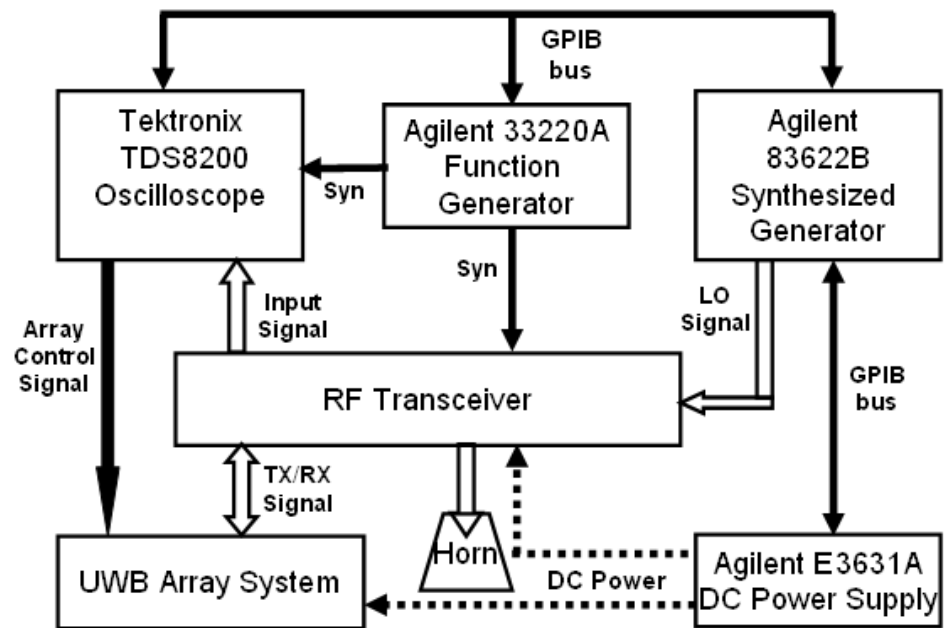 GPIB
bus
Tektronix
TDS8200
Oscilloscope
Agilent 33220A
Function
Generator
Agilent
83622B
Synthesized
Generator
Syn
Syn
Input
Signal
LO
Signal
Array
Control
Signal
RF Transceiver
GPIB
bus
TX/RX
Signal
Horn
UWB Array System
DC Power
Agilent E3631A
DC Power Supply